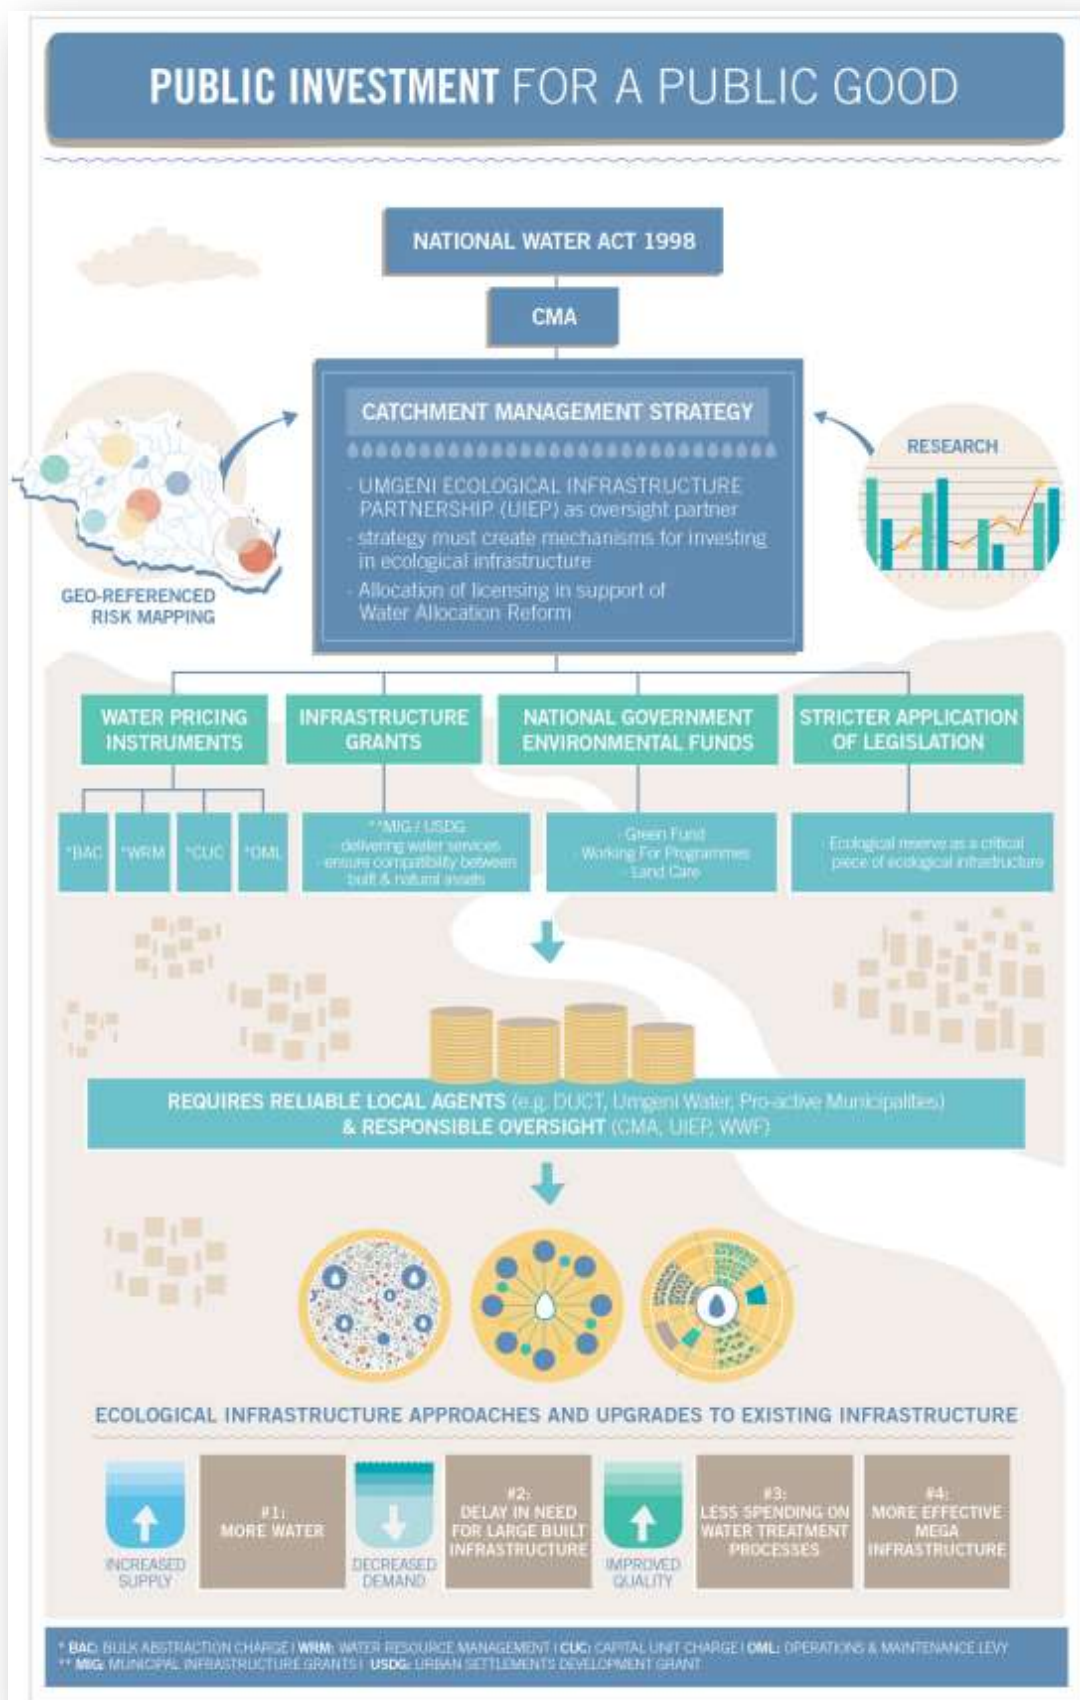 PUBLIC INVESTMENT FOR A PUBLIC GOOD
NATIONAL WATER ACT 1998
CMA
CATCHMENT MANAGEMENT STRATEGY
- UMGENI ECOLOGICAL INFRASTRUCTURE
PARTNERSHIP (UIEP) as oversight partner
- strategy must create mechanisms for investing
in ecological infrastructure
- Allocation of licensing in support of
Water Allocation Reform
GEO-REFERENCED
RISK MAPPING
RESEARCH
WATER PRICING
INSTRUMENTS
INFRASTRUCTURE
GRANTS
NATIONAL GOVERNMENT
ENVIRONMENTAL FUNDS
STRICTER APPLICATION
OF LEGISLATION
*BAC
*WRM
*CUC
*OML
**MIG / USDG
- delivering water services
- ensure compatibility between
built & natural assets
- Green Fund
- Working For Programmes
- Land Care
- Ecological reserve as a critical
piece of ecological infrastructure
REQUIRES RELIABLE LOCAL AGENTS (e.g. DUCT, Umgeni Water, Pro-active Municipalities)
& RESPONSIBLE OVERSIGHT (CMA, UIEP, WWF)
ECOLOGICAL INFRASTRUCTURE APPROACHES AND UPGRADES TO EXISTING INFRASTRUCTURE
INCREASED
SUPPLY
#1:
MORE WATER
DECREASED
DEMAND
#2:
DELAY IN NEED
FOR LARGE BUILT
INFRASTRUCTURE
IMPROVED
QUALITY
#3:
LESS SPENDING ON
WATER TREATMENT
PROCESSES
#4:
MORE EFFECTIVE
MEGA
INFRASTRUCTURE
* BAC: BULK ABSTRACTION CHARGE | WRM: WATER RESOURCE MANAGEMENT | CUC: CAPITAL UNIT CHARGE | OML: OPERATIONS & MAINTENANCE LEVY
** MIG: MUNICIPAL INFRASTRUCTURE GRANTS | USDG: URBAN SETTLEMENTS DEVELOPMENT GRANT